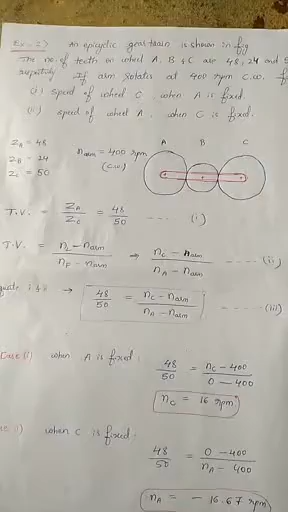 Ex-27 An epicyclic gear train is shown in fig
The no. of teeth on wheel A, B & C are 48, 24 and 5
respectively If arm rotates at 400 rpm C.W.
(i) speed of wheel C when A is fixed.
(ii) speed of wheel A, when C is fixed.
ZA = 48
ZB = 24
ZC = 50
narm = 400 rpm
(C.W.)
A B C
T.V. = ZA/ZC = 48/50 ---- (i)
T.V. = nL - narm / nF - narm ⇒ nC - narm / nA - narm ---- (ii)
quate i & ii → 48/50 = nC - narm / nA - narm ------ (iii)
Case (i) when A is fixed.
48/50 = nC - 400 / 0 - 400
nC = 16 rpm
se ii) when C is fixed.
48/50 = 0 - 400 / nA - 400
nA = - 16.67 rpm